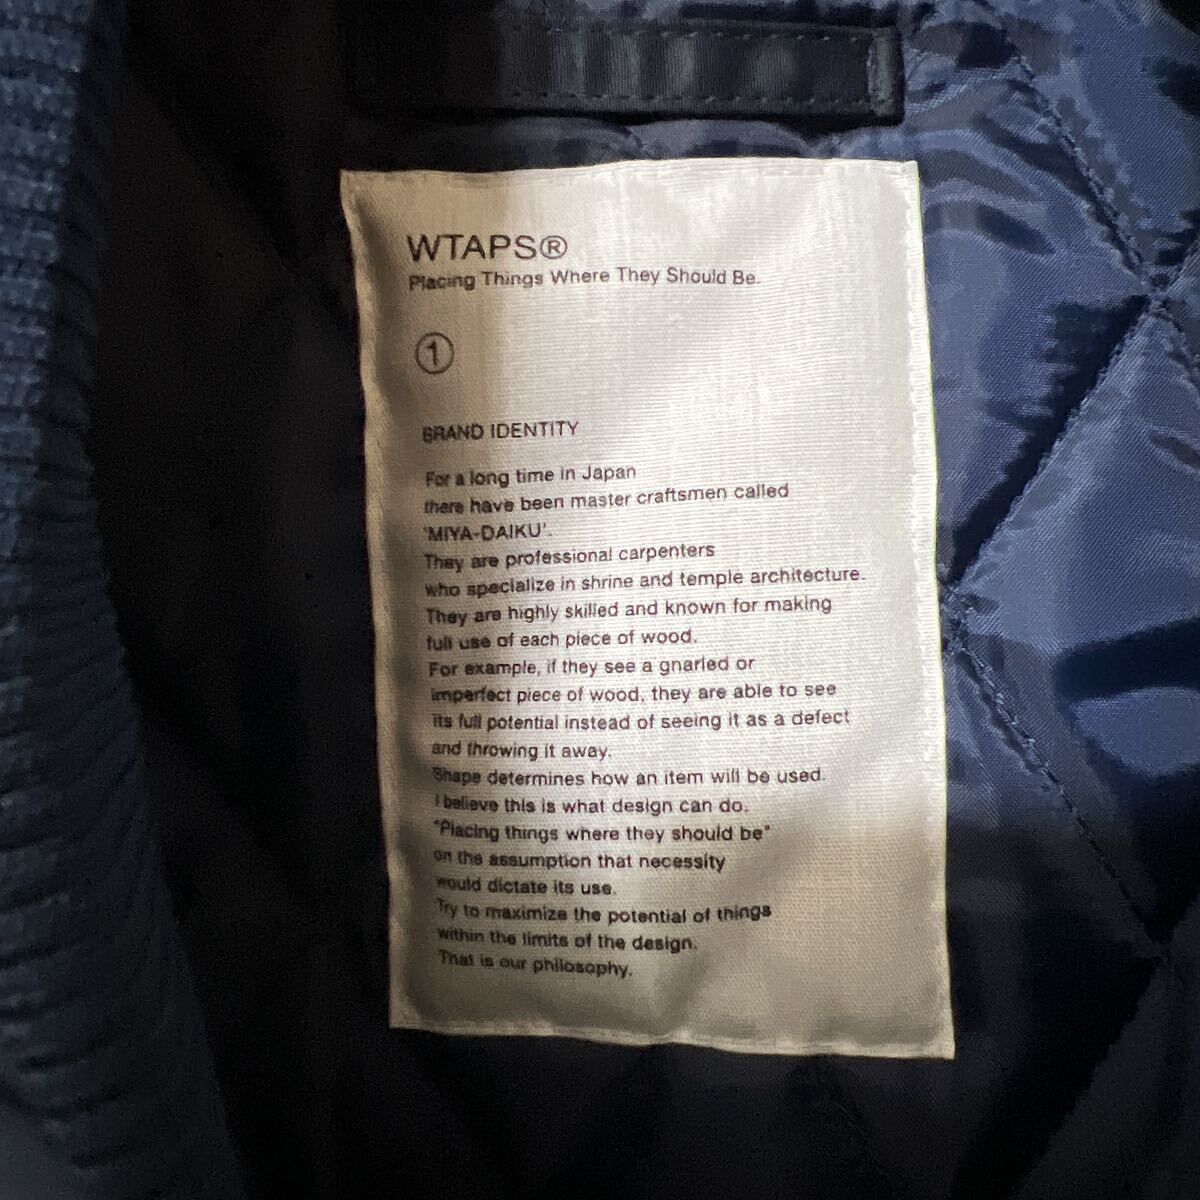 WTAPS®
Placing Things Where They Should Be.
①
BRAND IDENTITY
For a long time in Japan
there have been master craftsmen called
'MIYA-DAIKU'.
They are professional carpenters
who specialize in shrine and temple architecture.
They are highly skilled and known for making
full use of each piece of wood.
For example, if they see a gnarled or
imperfect piece of wood, they are able to see
its full potential instead of seeing it as a defect
and throwing it away.
Shape determines how an item will be used.
I believe this is what design can do.
"Placing things where they should be"
on the assumption that necessity
would dictate its use.
Try to maximize the potential of things
within the limits of the design.
That is our philosophy.